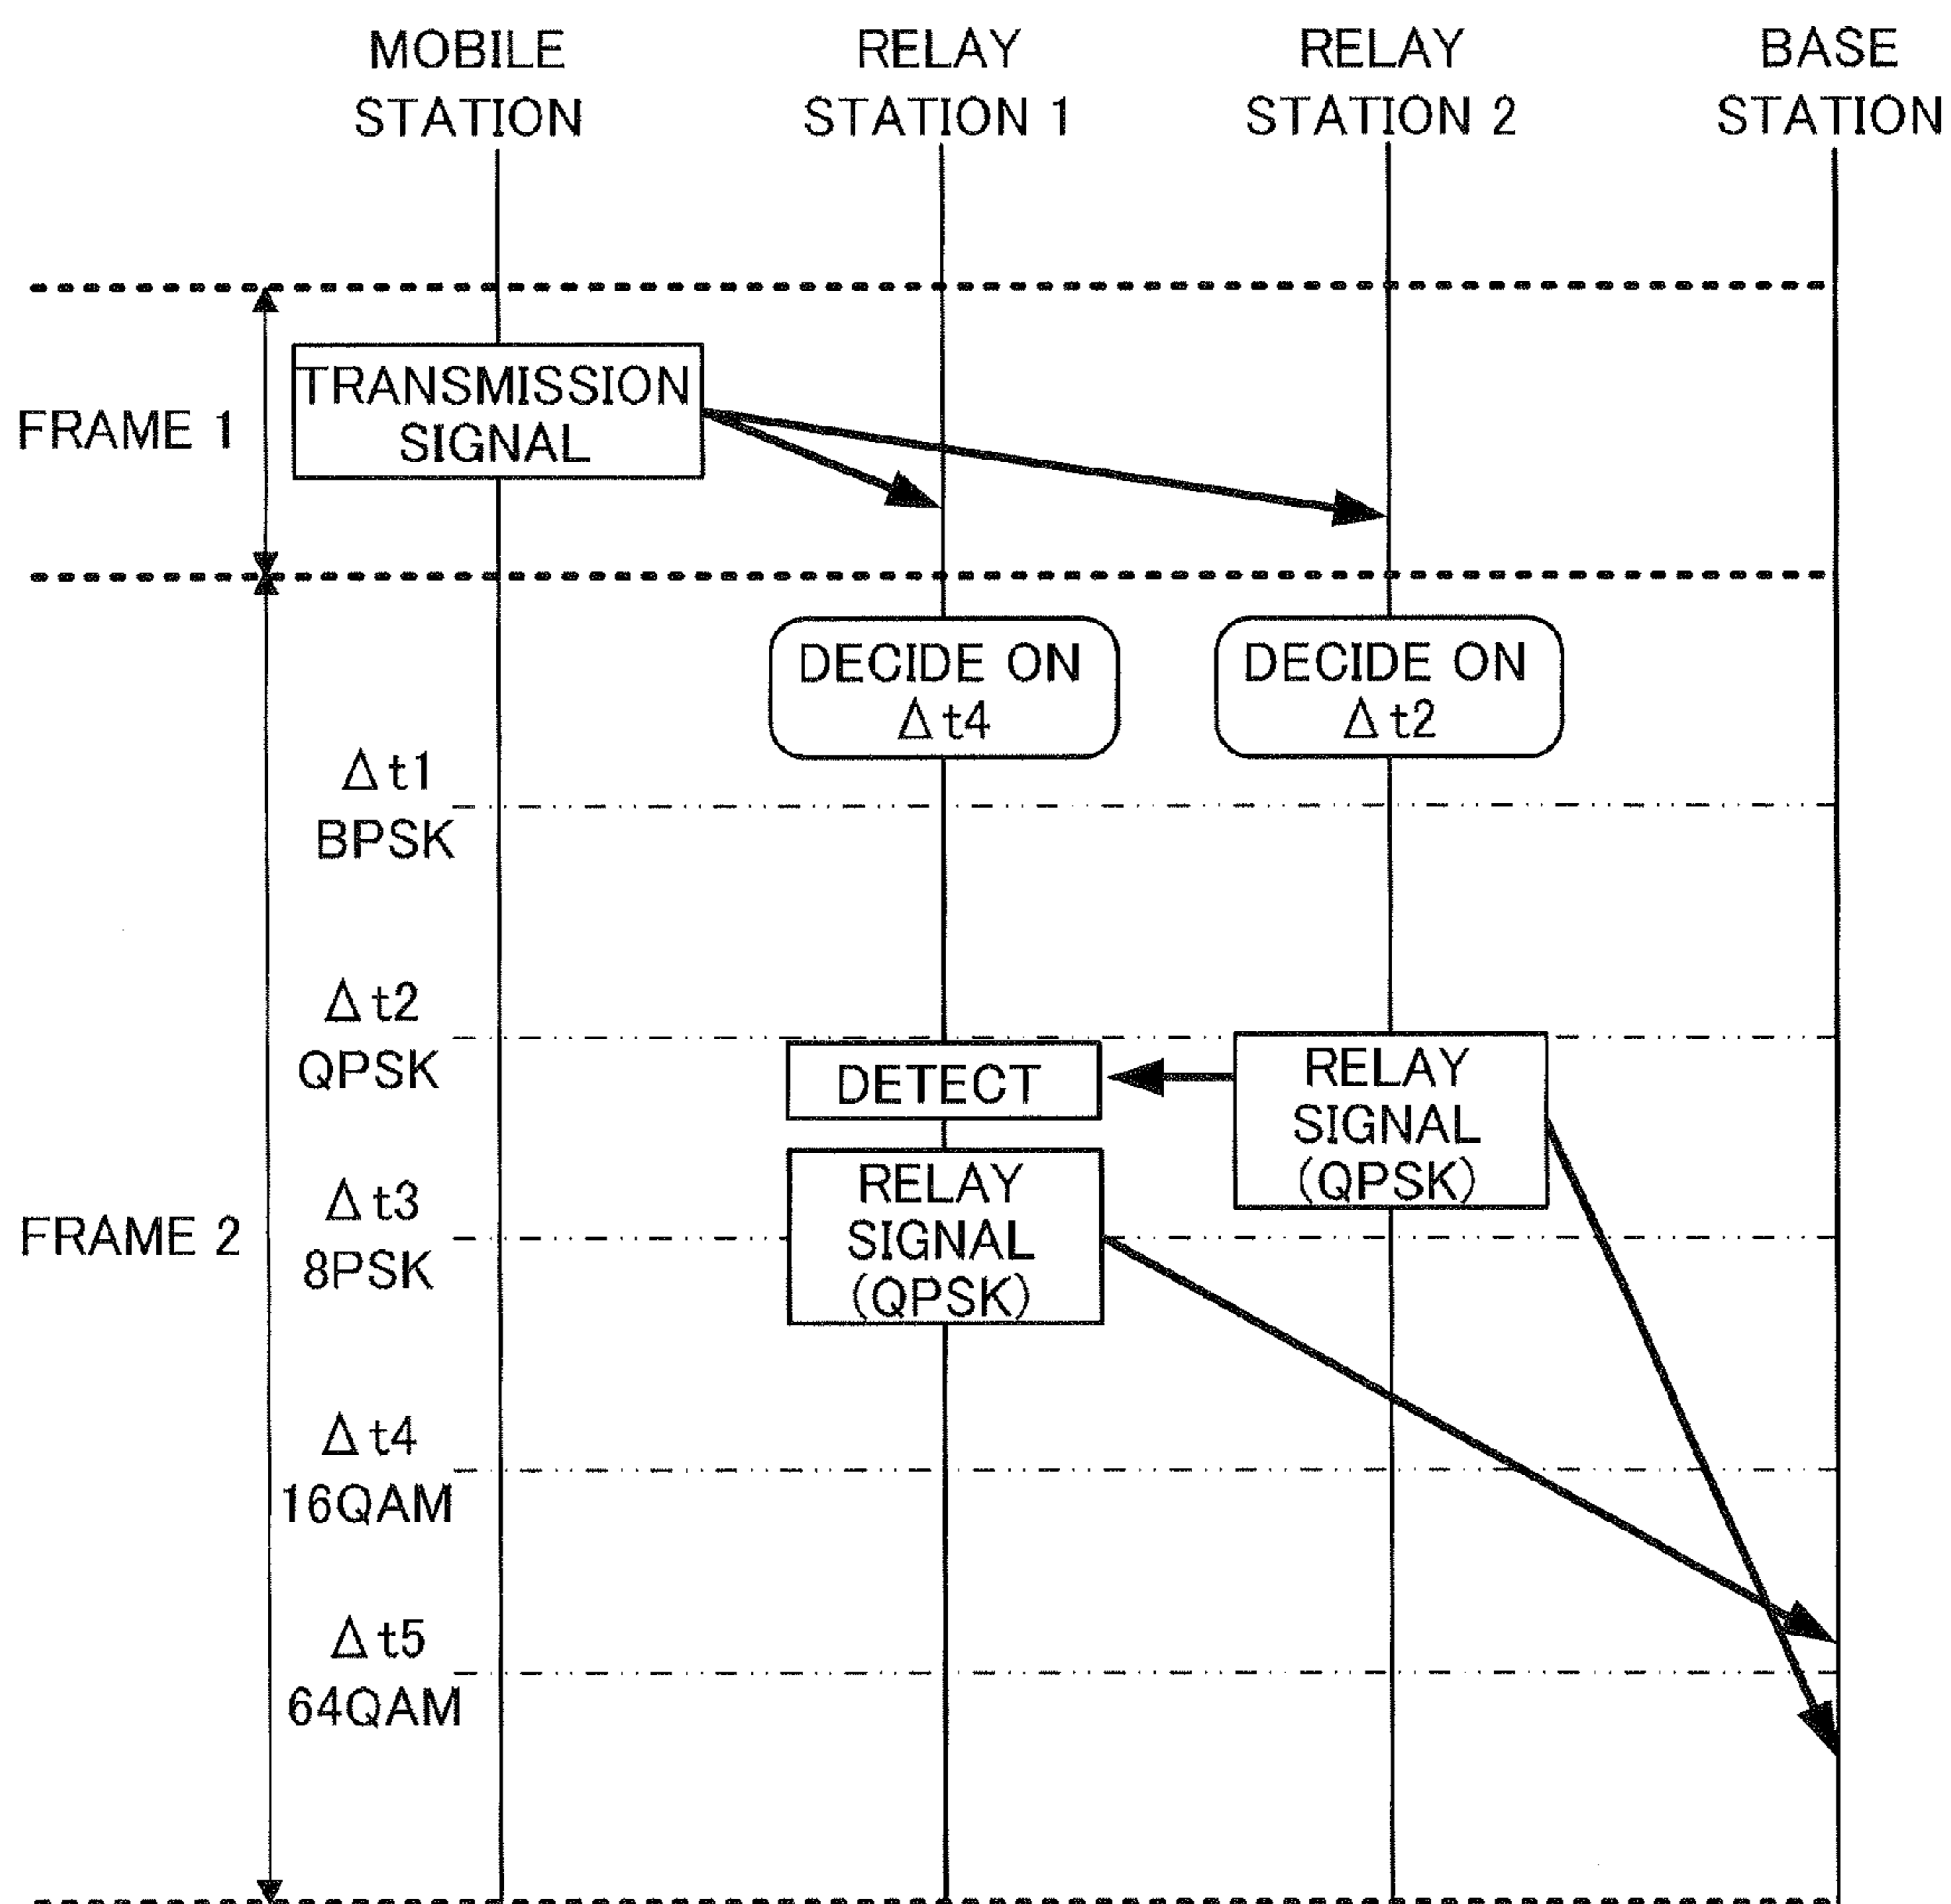 MOBILE
STATION
RELAY
STATION 1
RELAY
STATION 2
BASE
STATION
FRAME 1
TRANSMISSION
SIGNAL
DECIDE ON
Δt4
DECIDE ON
Δt2
Δt1
BPSK
Δt2
QPSK
DETECT
RELAY
SIGNAL
(QPSK)
FRAME 2
Δt3
8PSK
RELAY
SIGNAL
(QPSK)
Δt4
16QAM
Δt5
64QAM